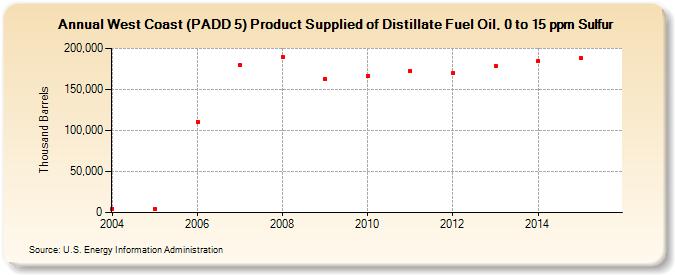 Annual West Coast (PADD 5) Product Supplied of Distillate Fuel Oil, 0 to 15 ppm Sulfur
Thousand Barrels
200,000
150,000
100,000
50,000
0
2004 2006 2008 2010 2012 2014
Source: U.S. Energy Information Administration